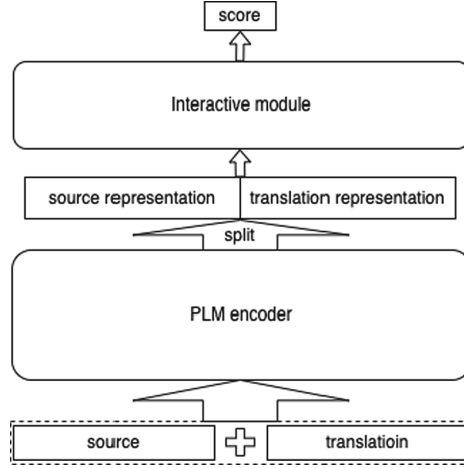 score
Interactive module
source representation translation representation
split
PLM encoder
source translatioin